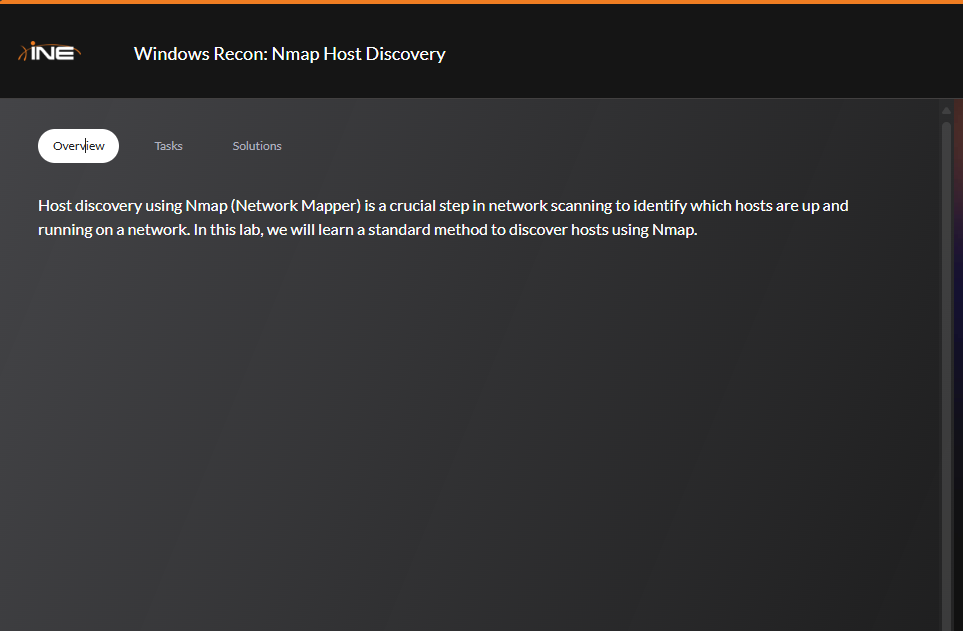 INE
Windows Recon: Nmap Host Discovery
Overview
Tasks
Solutions
Host discovery using Nmap (Network Mapper) is a crucial step in network scanning to identify which hosts are up and
running on a network. In this lab, we will learn a standard method to discover hosts using Nmap.